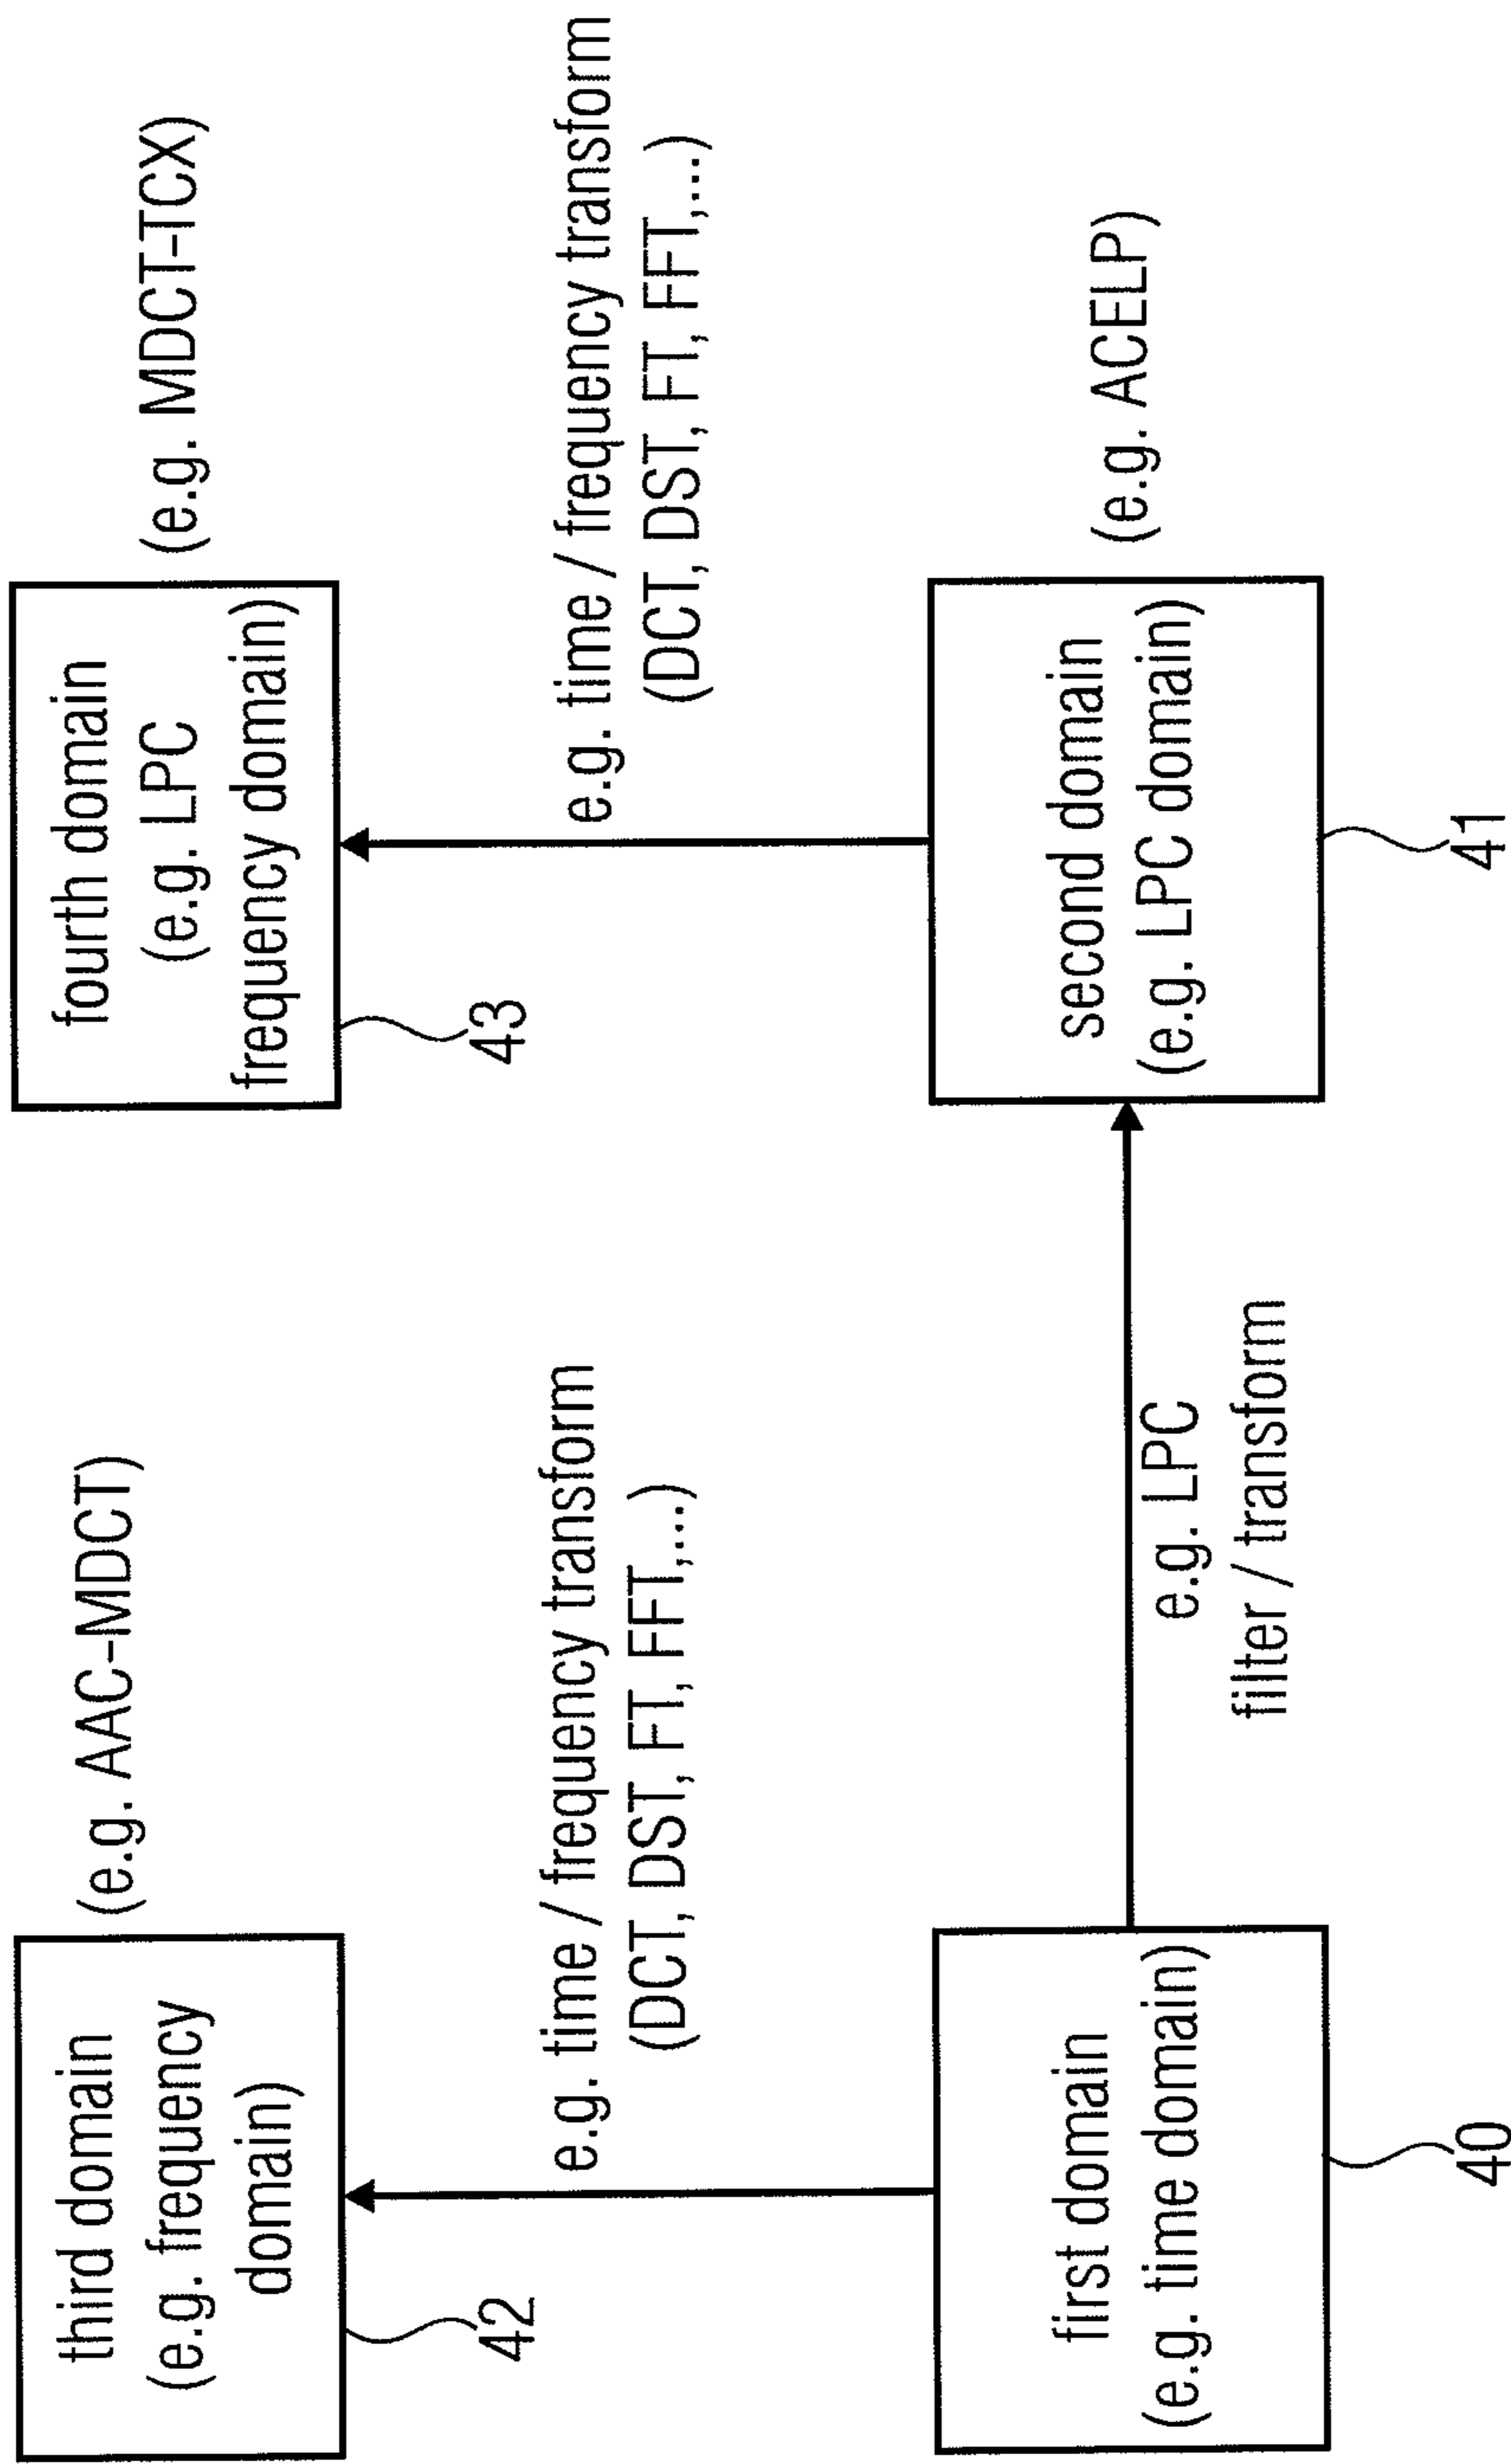 third domain
(e.g. frequency
domain)
(e.g. AAC-MDCT)
42
fourth domain
(e.g. LPC
frequency domain)
(e.g. MDCT-TCX)
43
e.g. time / frequency transform
(DCT, DST, FT, FFT,...)
e.g. time / frequency transform
(DCT, DST, FT, FFT,...)
first domain
(e.g. time domain)
40
e.g. LPC
filter / transform
second domain
(e.g. LPC domain)
(e.g. ACELP)
41